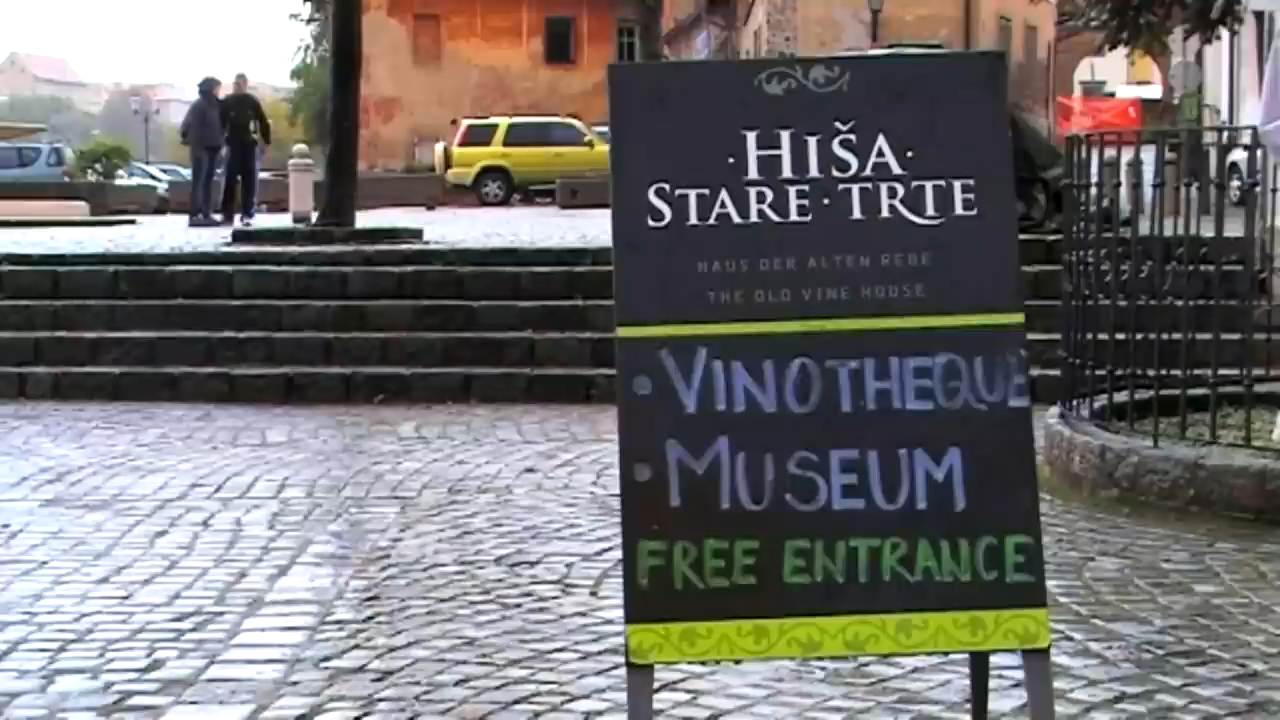 ·HIŠA·
STARE·TRTE
HAUS DER ALTEN REBE
THE OLD VINE HOUSE
• VINOTHEQUE
• MUSEUM
FREE ENTRANCE